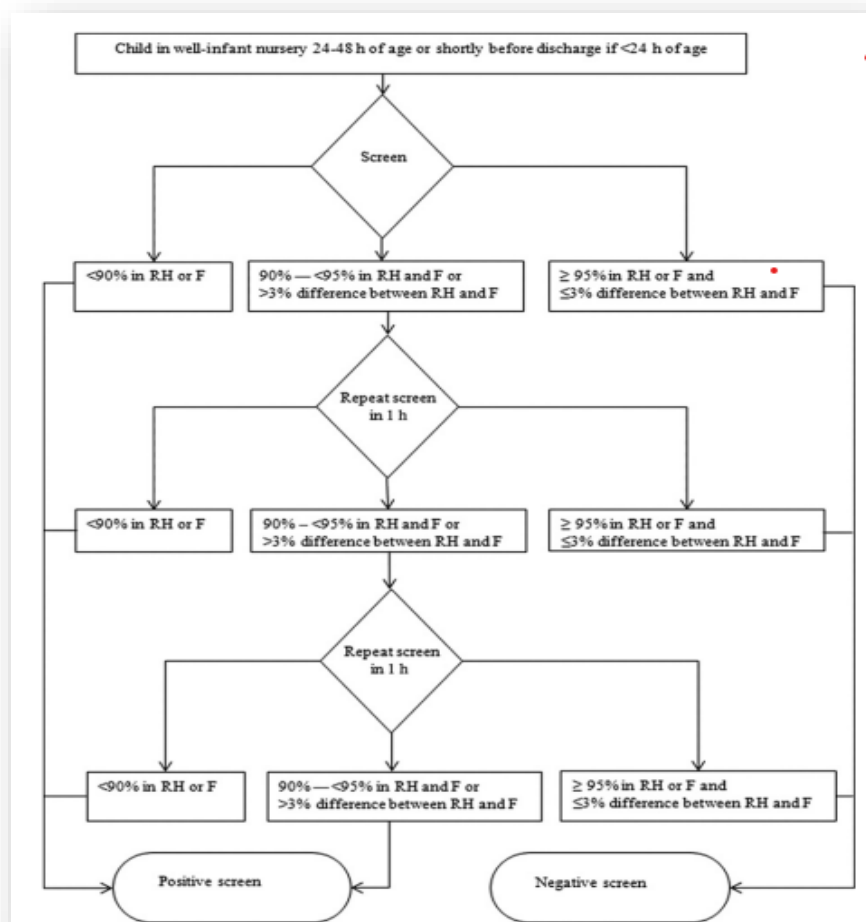 Child in well-infant nursery 24-48 h of age or shortly before discharge if <24 h of age
Screen
<90% in RH or F
90% — <95% in RH and F or
>3% difference between RH and F
≥ 95% in RH or F and
≤3% difference between RH and F
Repeat screen
in 1 h
<90% in RH or F
90% – <95% in RH and F or
>3% difference between RH and F
≥ 95% in RH or F and
≤3% difference between RH and F
Repeat screen
in 1 h
<90% in RH or F
90% — <95% in RH and F or
>3% difference between RH and F
≥ 95% in RH or F and
≤3% difference between RH and F
Positive screen
Negative screen